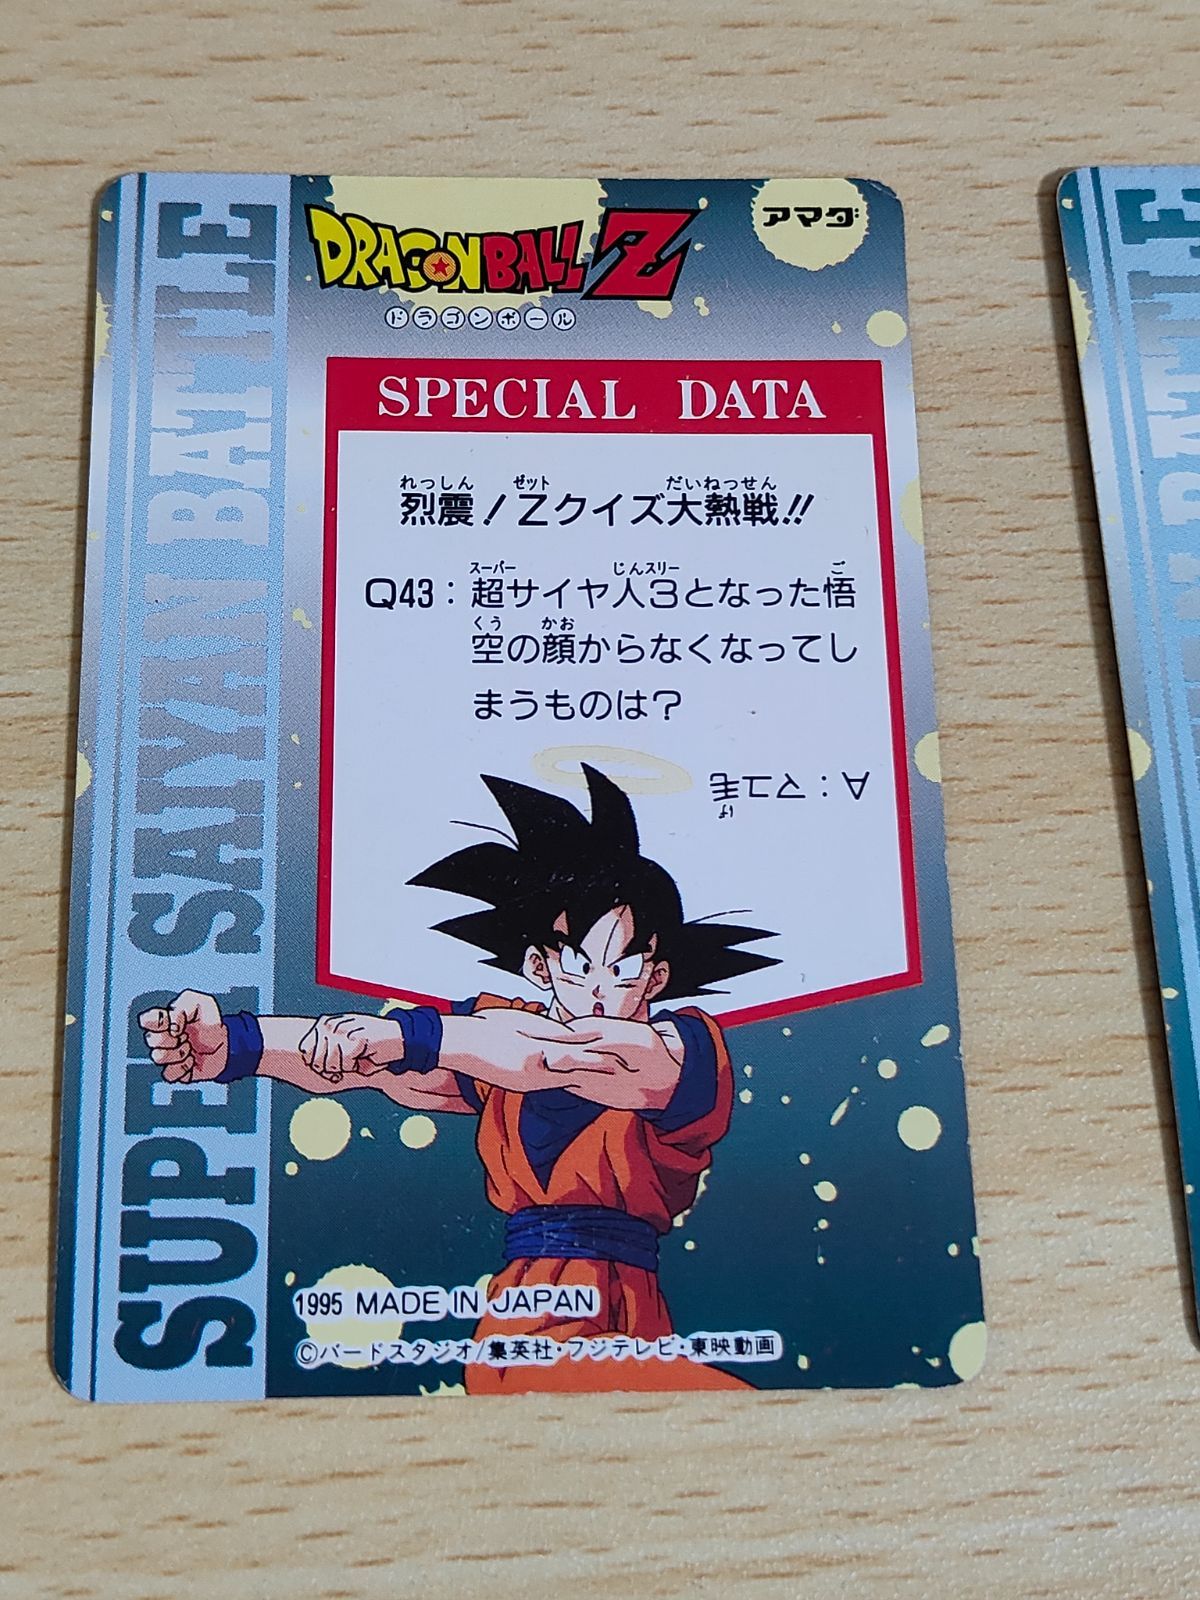 DRAGON BALL Z
ドラゴンボール
アマダ
SUPER SAIYAN BATTLE
SPECIAL DATA
れっしん ゼット だいねっせん
烈震!Zクイズ大熱戦!!
スーパー じんスリー ご
Q43:超サイヤ人3となった悟
くう かお
空の顔からなくなってし
まうものは?
A:マユ毛
げ
1995 MADE IN JAPAN
©バードスタジオ/集英社・フジテレビ・東映動画